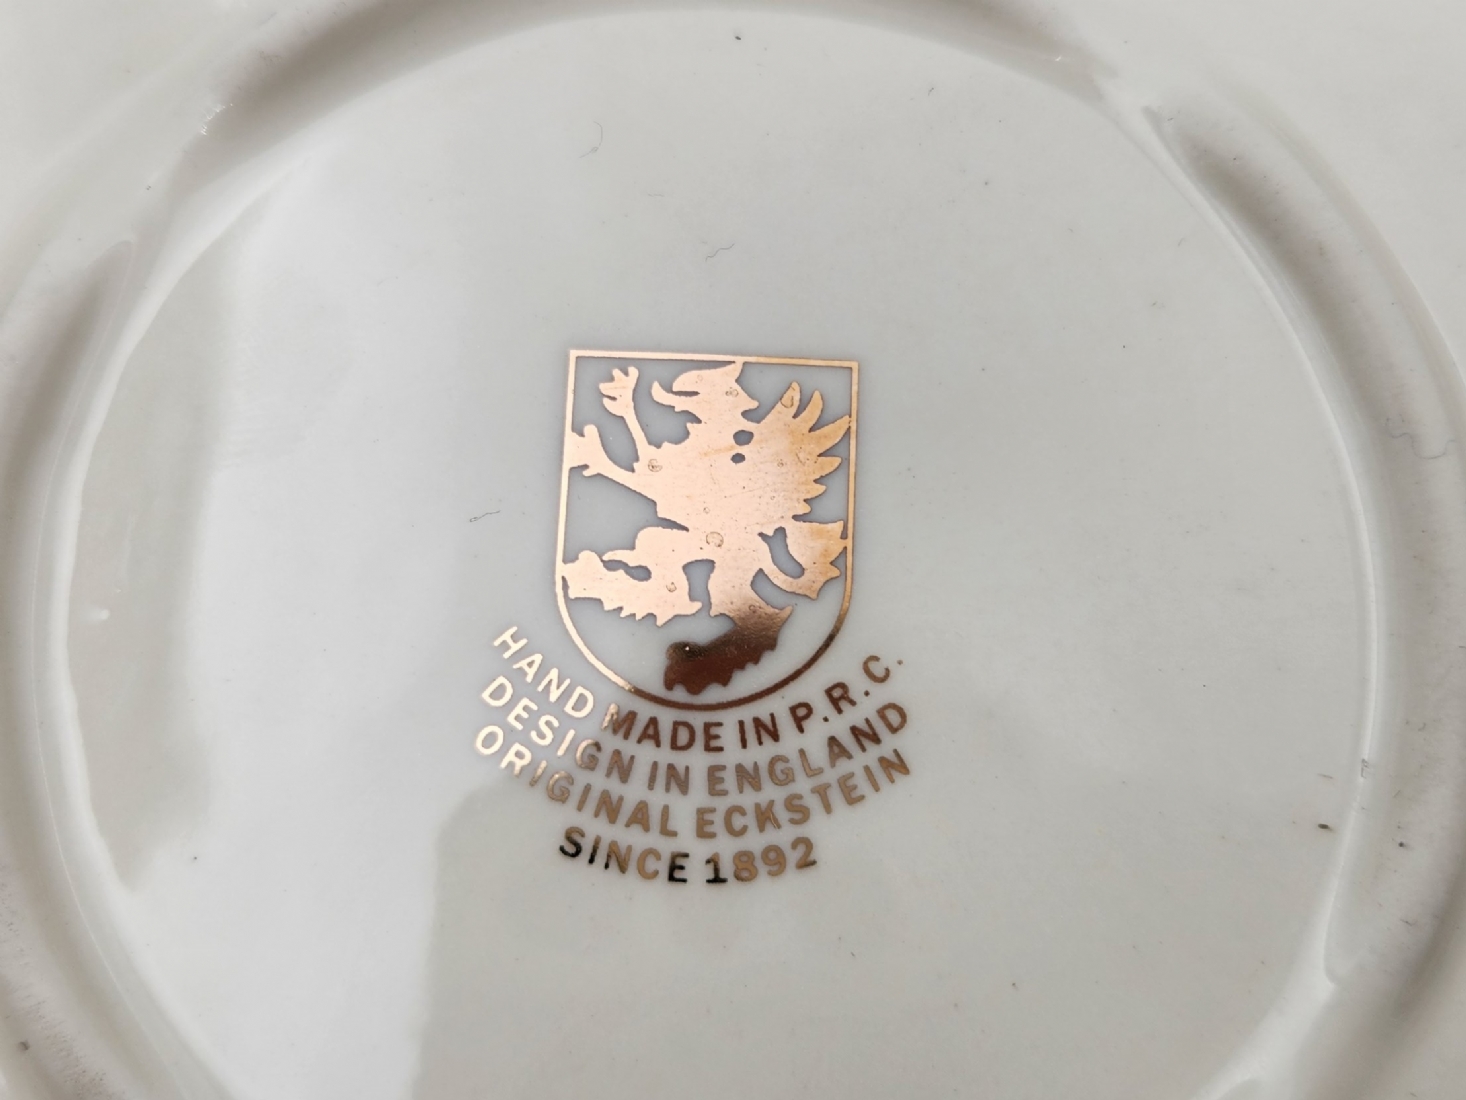 HAND MADE IN P.R.C.
DESIGN IN ENGLAND
ORIGINAL ECKSTEIN
SINCE 1892